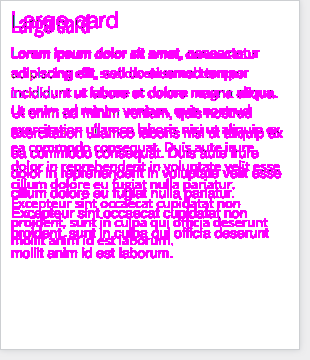 Large card
Lorem ipsum dolor sit amet, consectetur
adipiscing elit, sed do eiusmod tempor
incididunt ut labore et dolore magna aliqua.
Ut enim ad minim veniam, quis nostrud
exercitation ullamco laboris nisi ut aliquip ex
ea commodo consequat. Duis aute irure
dolor in reprehenderit in voluptate velit esse
cillum dolore eu fugiat nulla pariatur.
Excepteur sint occaecat cupidatat non
proident, sunt in culpa qui officia deserunt
mollit anim id est laborum.